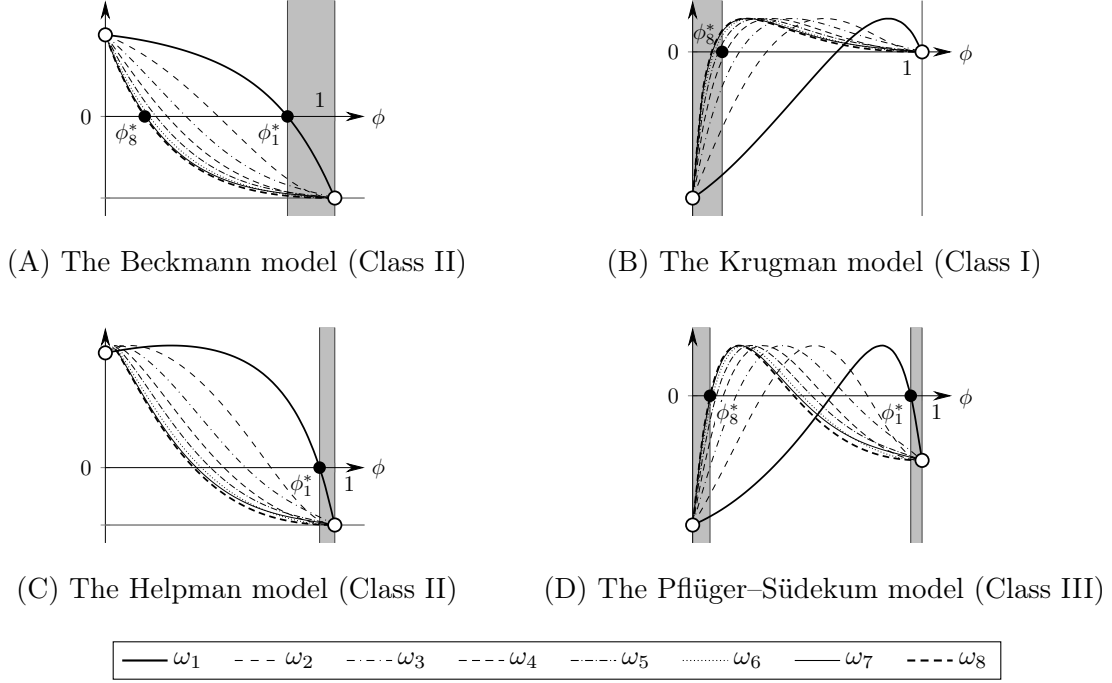 0
1
ϕ
ϕ*8
ϕ*1
(A) The Beckmann model (Class II)
ϕ*8
0
1
ϕ
(B) The Krugman model (Class I)
0
ϕ*1
1
ϕ
(C) The Helpman model (Class II)
0
ϕ*8
ϕ*1
1
ϕ
(D) The Pflüger–Südekum model (Class III)
ω1 ω2 ω3 ω4 ω5 ω6 ω7 ω8